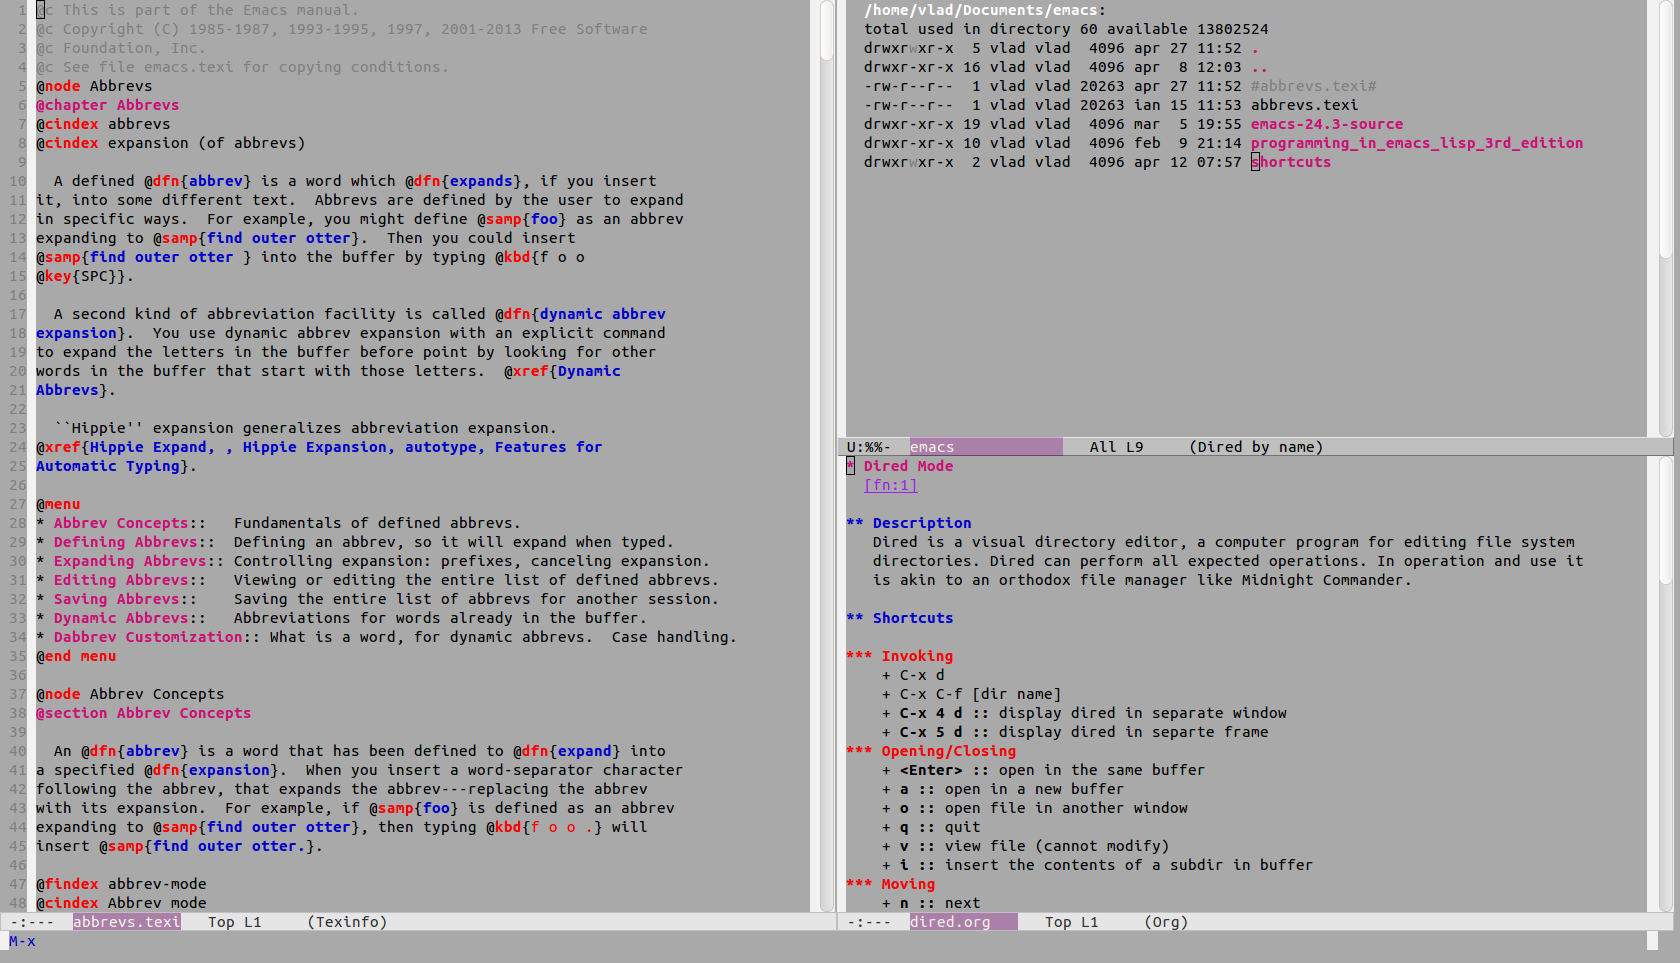 1 @c This is part of the Emacs manual.
2 @c Copyright (C) 1985-1987, 1993-1995, 1997, 2001-2013 Free Software
3 @c Foundation, Inc.
4 @c See file emacs.texi for copying conditions.
5 @node Abbrevs
6 @chapter Abbrevs
7 @cindex abbrevs
8 @cindex expansion (of abbrevs)
9
10   A defined @dfn{abbrev} is a word which @dfn{expands}, if you insert
11 it, into some different text.  Abbrevs are defined by the user to expand
12 in specific ways.  For example, you might define @samp{foo} as an abbrev
13 expanding to @samp{find outer otter}.  Then you could insert
14 @samp{find outer otter } into the buffer by typing @kbd{f o o
15 @key{SPC}}.
16
17   A second kind of abbreviation facility is called @dfn{dynamic abbrev
18 expansion}.  You use dynamic abbrev expansion with an explicit command
19 to expand the letters in the buffer before point by looking for other
20 words in the buffer that start with those letters.  @xref{Dynamic
21 Abbrevs}.
22
23   ``Hippie'' expansion generalizes abbreviation expansion.
24 @xref{Hippie Expand, , Hippie Expansion, autotype, Features for
25 Automatic Typing}.
26
27 @menu
28 * Abbrev Concepts::   Fundamentals of defined abbrevs.
29 * Defining Abbrevs::  Defining an abbrev, so it will expand when typed.
30 * Expanding Abbrevs:: Controlling expansion: prefixes, canceling expansion.
31 * Editing Abbrevs::   Viewing or editing the entire list of defined abbrevs.
32 * Saving Abbrevs::    Saving the entire list of abbrevs for another session.
33 * Dynamic Abbrevs::   Abbreviations for words already in the buffer.
34 * Dabbrev Customization:: What is a word, for dynamic abbrevs.  Case handling.
35 @end menu
36
37 @node Abbrev Concepts
38 @section Abbrev Concepts
39
40   An @dfn{abbrev} is a word that has been defined to @dfn{expand} into
41 a specified @dfn{expansion}.  When you insert a word-separator character
42 following the abbrev, that expands the abbrev---replacing the abbrev
43 with its expansion.  For example, if @samp{foo} is defined as an abbrev
44 expanding to @samp{find outer otter}, then typing @kbd{f o o .} will
45 insert @samp{find outer otter.}.
46
47 @findex abbrev-mode
48 @cindex Abbrev mode
-:---  abbrevs.texi   Top L1     (Texinfo)
M-x
/home/vlad/Documents/emacs:
total used in directory 60 available 13802524
drwxrwxr-x  5 vlad vlad  4096 apr 27 11:52 .
drwxr-xr-x 16 vlad vlad  4096 apr  8 12:03 ..
-rw-r--r--  1 vlad vlad 20263 apr 27 11:52 #abbrevs.texi#
-rw-r--r--  1 vlad vlad 20263 ian 15 11:53 abbrevs.texi
drwxr-xr-x 19 vlad vlad  4096 mar  5 19:55 emacs-24.3-source
drwxr-xr-x 10 vlad vlad  4096 feb  9 21:14 programming_in_emacs_lisp_3rd_edition
drwxrwxr-x  2 vlad vlad  4096 apr 12 07:57 shortcuts
U:%%-  emacs   All L9     (Dired by name)
* Dired Mode
[fn:1]

** Description
Dired is a visual directory editor, a computer program for editing file system
directories. Dired can perform all expected operations. In operation and use it
is akin to an orthodox file manager like Midnight Commander.

** Shortcuts

*** Invoking
+ C-x d
+ C-x C-f [dir name]
+ C-x 4 d :: display dired in separate window
+ C-x 5 d :: display dired in separte frame
*** Opening/Closing
+ <Enter> :: open in the same buffer
+ a :: open in a new buffer
+ o :: open file in another window
+ q :: quit
+ v :: view file (cannot modify)
+ i :: insert the contents of a subdir in buffer
*** Moving
+ n :: next
-:---  dired.org   Top L1     (Org)